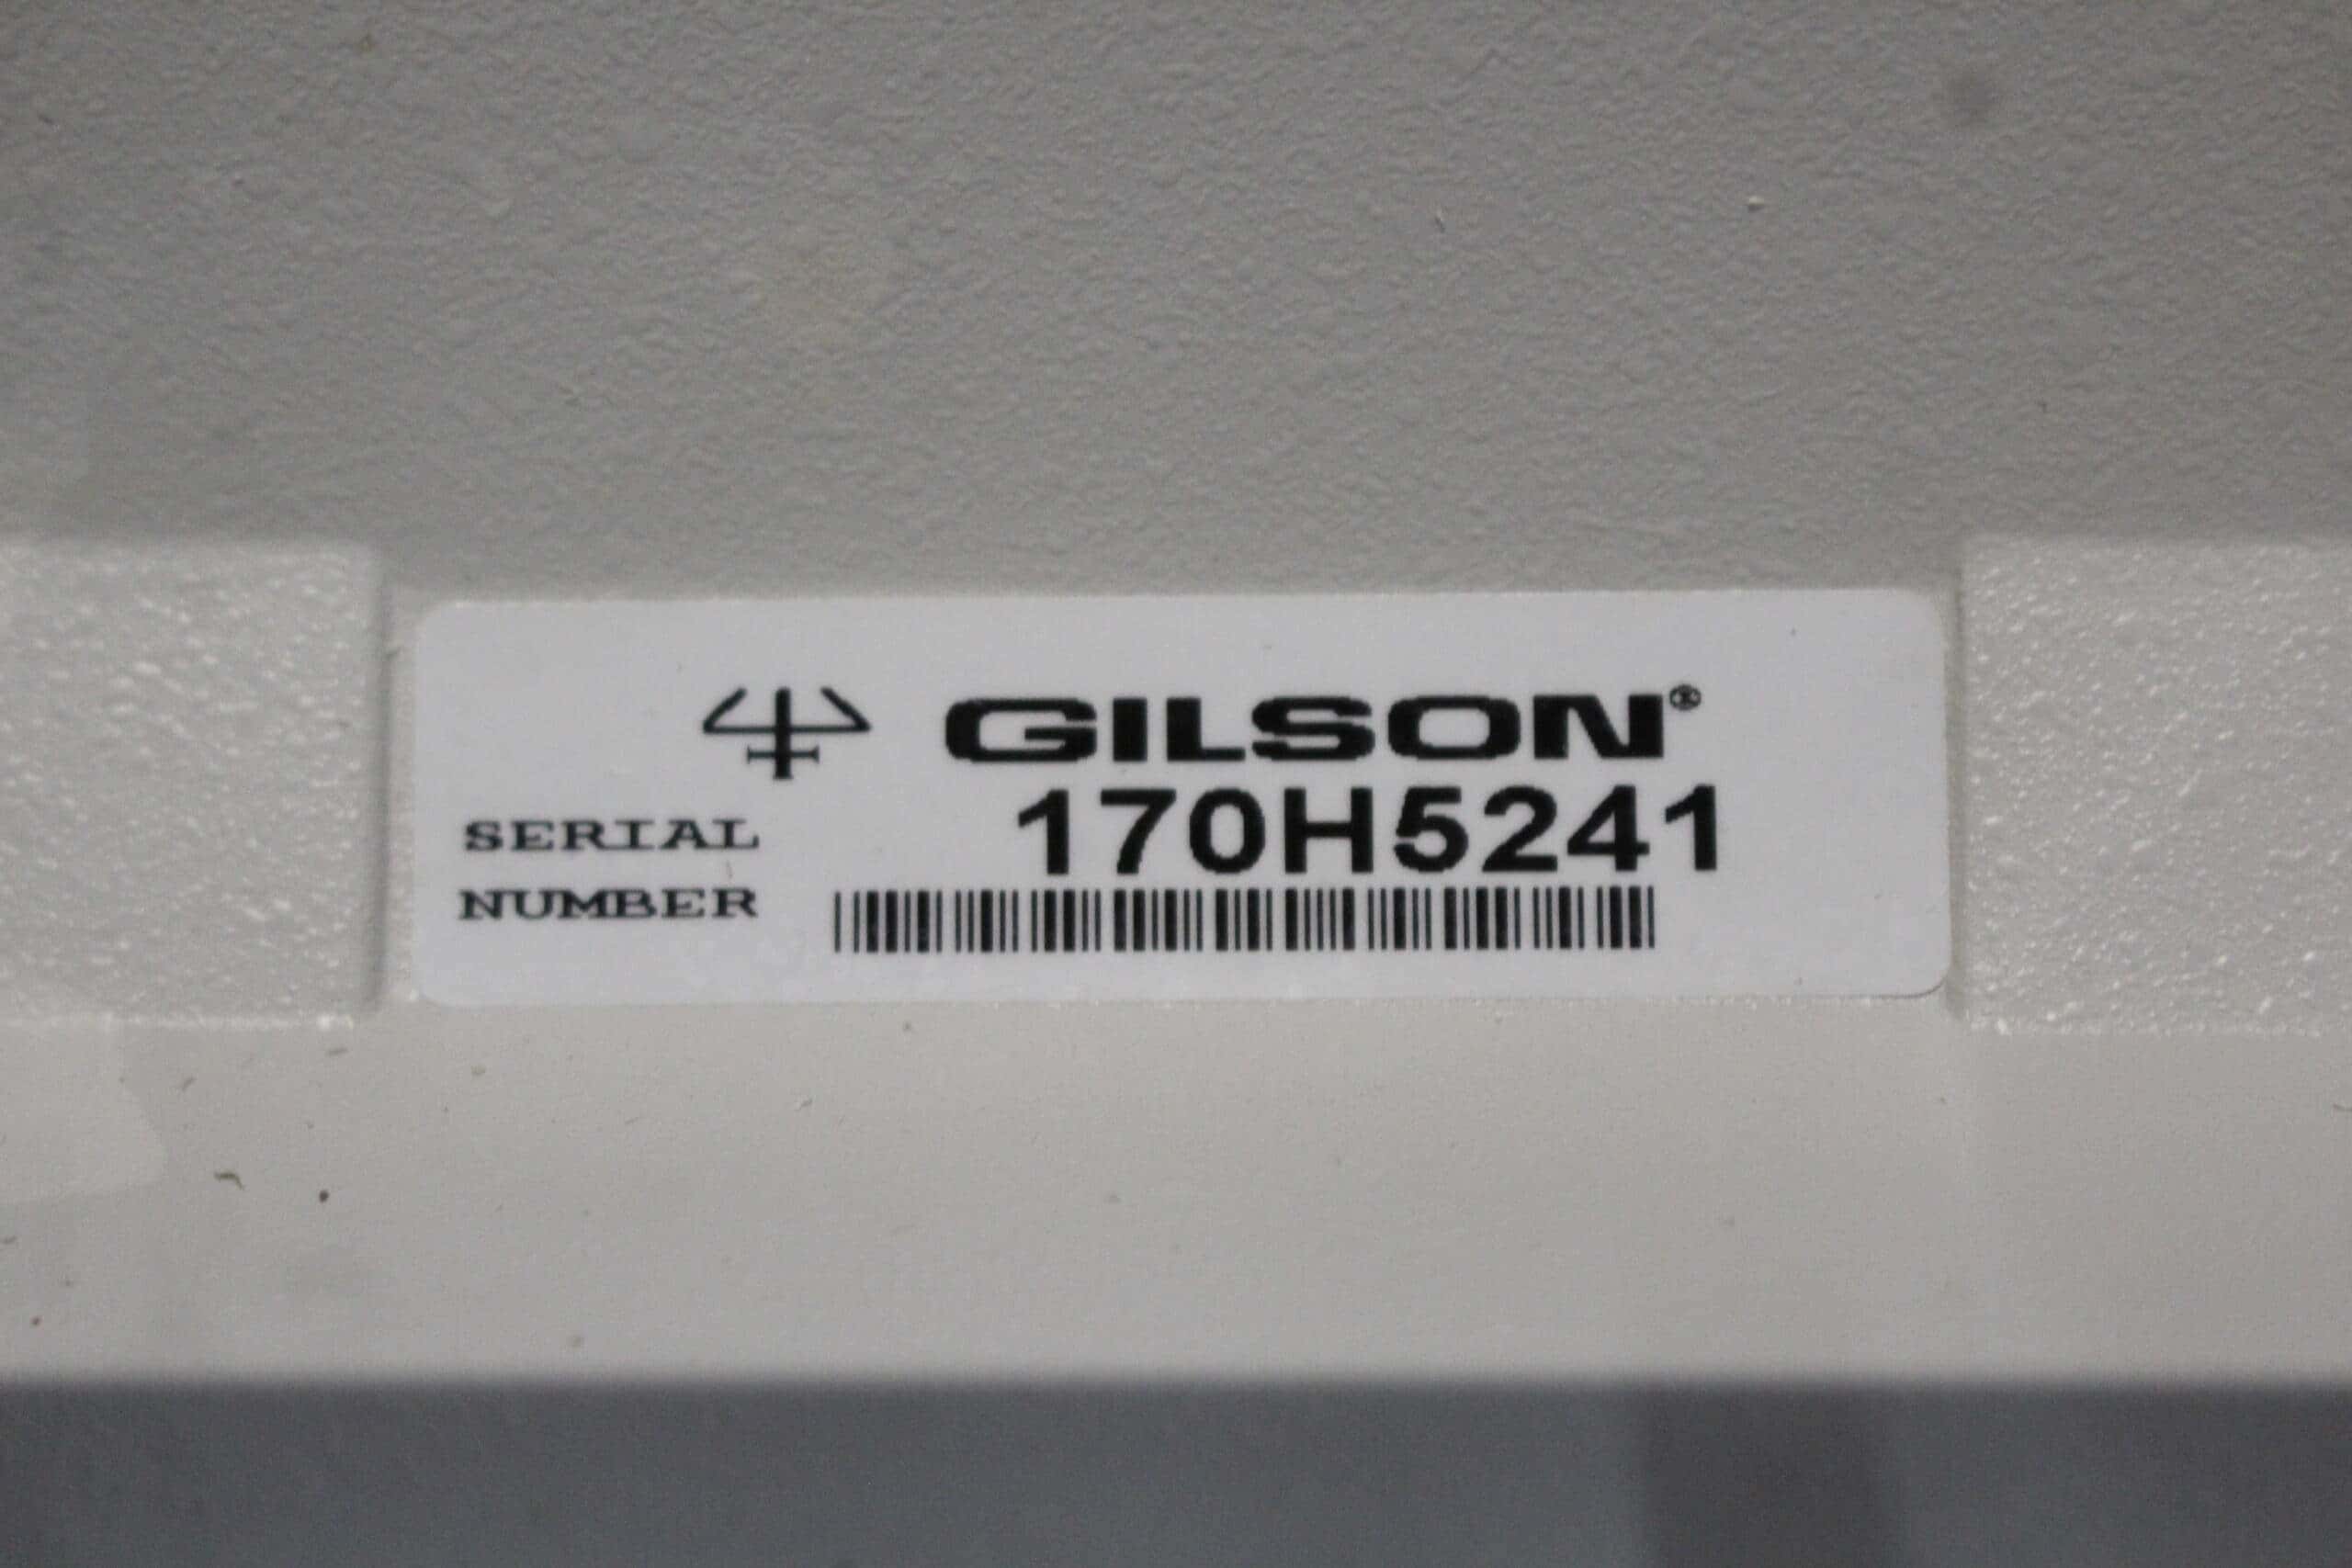 GILSON®
170H5241
SERIAL
NUMBER